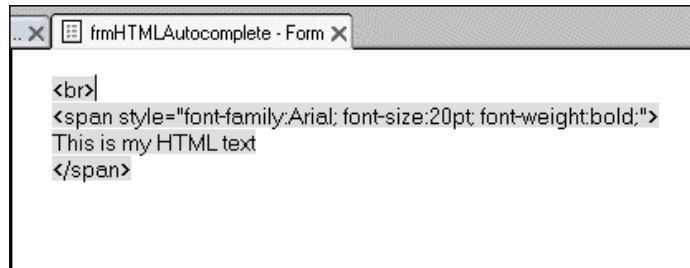 .. frmHTMLAutocomplete - Form
<br>
<span style="font-family:Arial; font-size:20pt; font-weight:bold;">
This is my HTML text
</span>